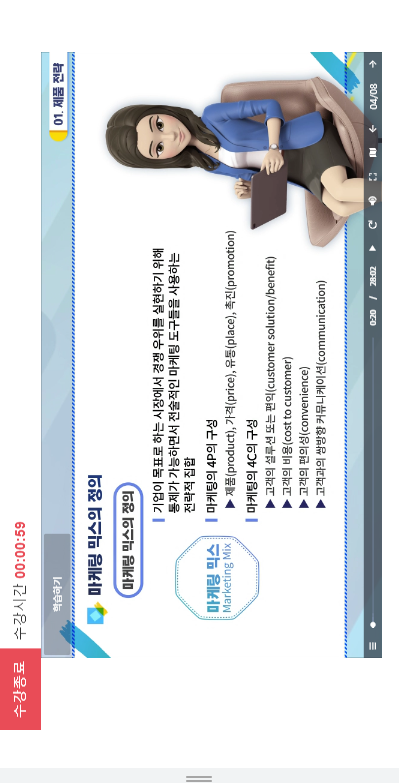 수강종료
수강시간 00:00:59
학습하기
01. 제품 전략
마케팅 믹스의 정의
마케팅 믹스의 정의
마케팅 믹스
Marketing Mix
기업이 목표로 하는 시장에서 경쟁 우위를 실현하기 위해
통제가 가능하면서 전술적인 마케팅 도구들을 사용하는
전략적 집합
마케팅의 4P의 구성
▶ 제품(product), 가격(price), 유통(place), 촉진(promotion)
마케팅의 4C의 구성
▶ 고객의 설루션 또는 편익(customer solution/benefit)
▶ 고객의 비용(cost to customer)
▶ 고객의 편의성(convenience)
▶ 고객과의 쌍방향 커뮤니케이션(communication)
0:20 / 28:02
04/08